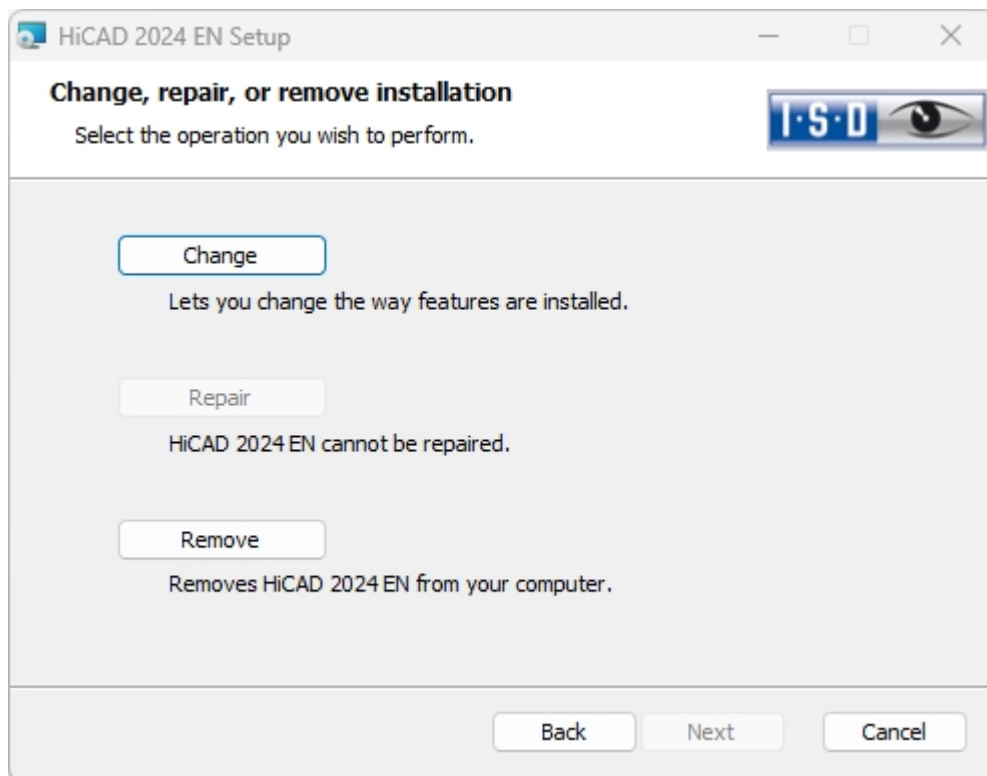 HiCAD 2024 EN Setup
Change, repair, or remove installation
Select the operation you wish to perform.
I·S·D
Change
Lets you change the way features are installed.
Repair
HiCAD 2024 EN cannot be repaired.
Remove
Removes HiCAD 2024 EN from your computer.
Back Next Cancel